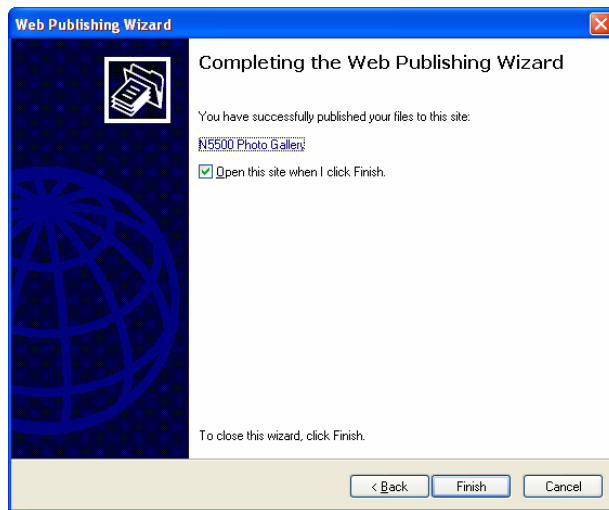 Web Publishing Wizard
Completing the Web Publishing Wizard
You have successfully published your files to this site:
N5500 Photo Gallery
Open this site when I click Finish.
To close this wizard, click Finish.
< Back
Finish
Cancel